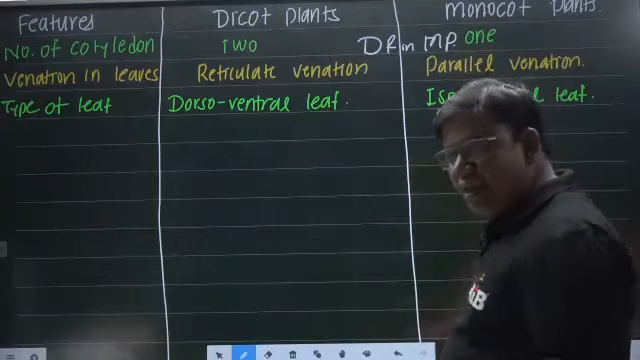 Features Dicot plants Monocot plants.
No. of cotyledon Two DR in MP. one
Venation in leaves Reticulate venation Parallel venation.
Type of leaf Dorso-ventral leaf. leaf.